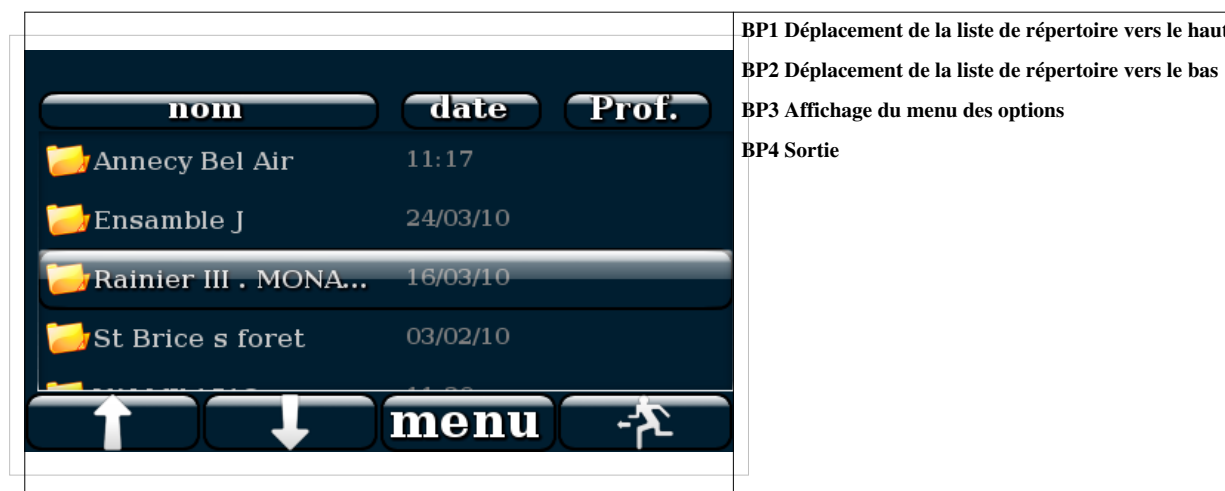 nom date Prof.
Annecy Bel Air 11:17
Ensamble J 24/03/10
Rainier III . MONA... 16/03/10
St Brice s foret 03/02/10
menu
BP1 Déplacement de la liste de répertoire vers le haut
BP2 Déplacement de la liste de répertoire vers le bas
BP3 Affichage du menu des options
BP4 Sortie